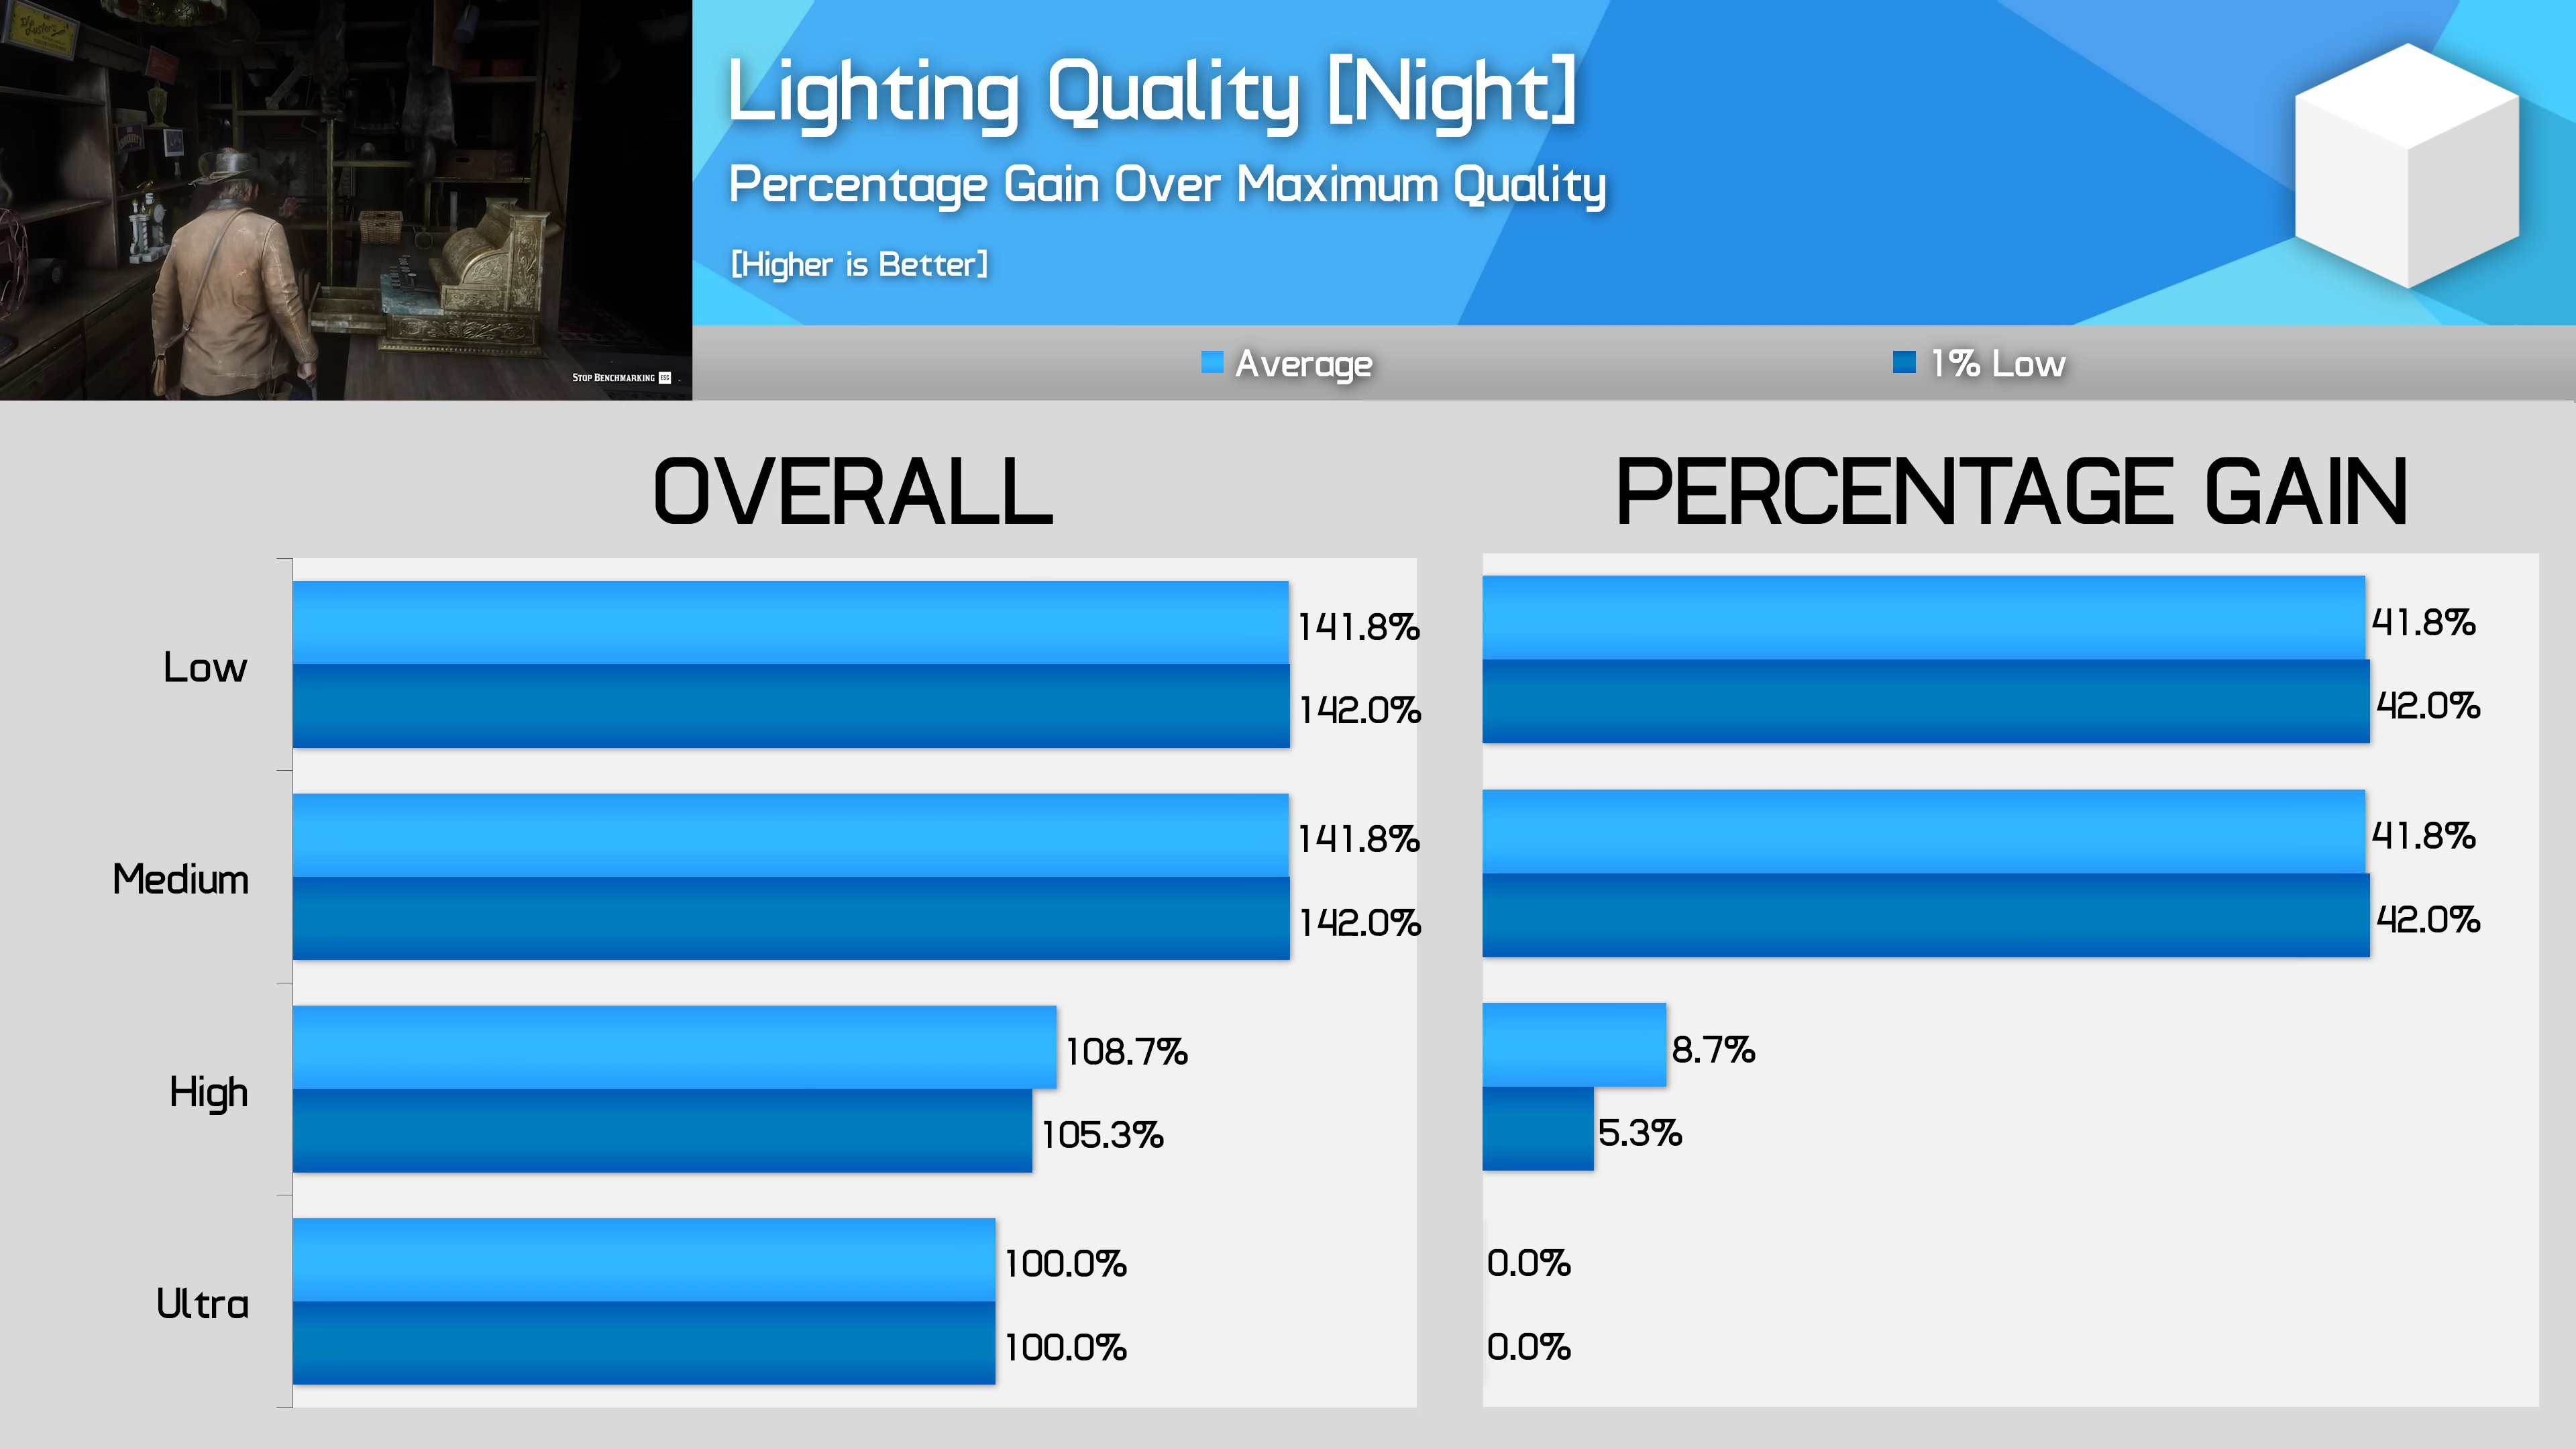 Lighting Quality [Night]
Percentage Gain Over Maximum Quality
[Higher is Better]
STOP BENCHMARKING ESC
Average
1% Low
OVERALL
PERCENTAGE GAIN
Low
141.8%
142.0%
41.8%
42.0%
Medium
141.8%
142.0%
41.8%
42.0%
High
108.7%
105.3%
8.7%
5.3%
Ultra
100.0%
100.0%
0.0%
0.0%